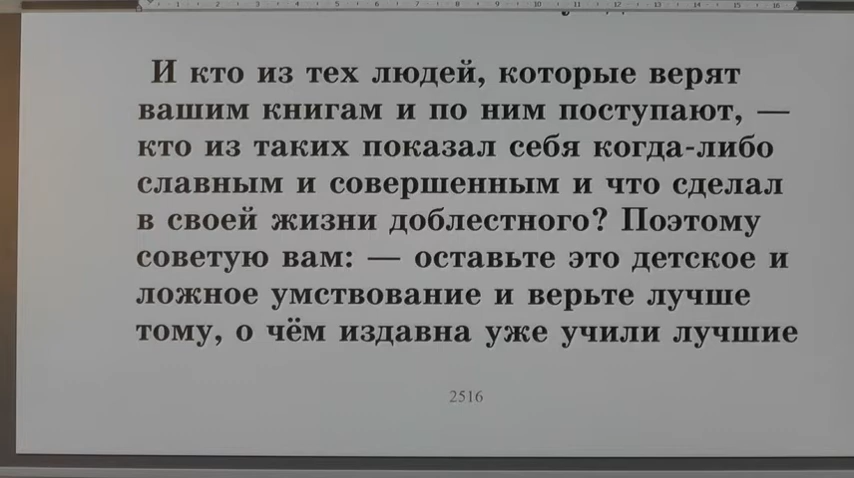 И кто из тех людей, которые верят
вашим книгам и по ним поступают, —
кто из таких показал себя когда-либо
славным и совершенным и что сделал
в своей жизни доблестного? Поэтому
советую вам: — оставьте это детское и
ложное умствование и верьте лучше
тому, о чём издавна уже учили лучшие
2516